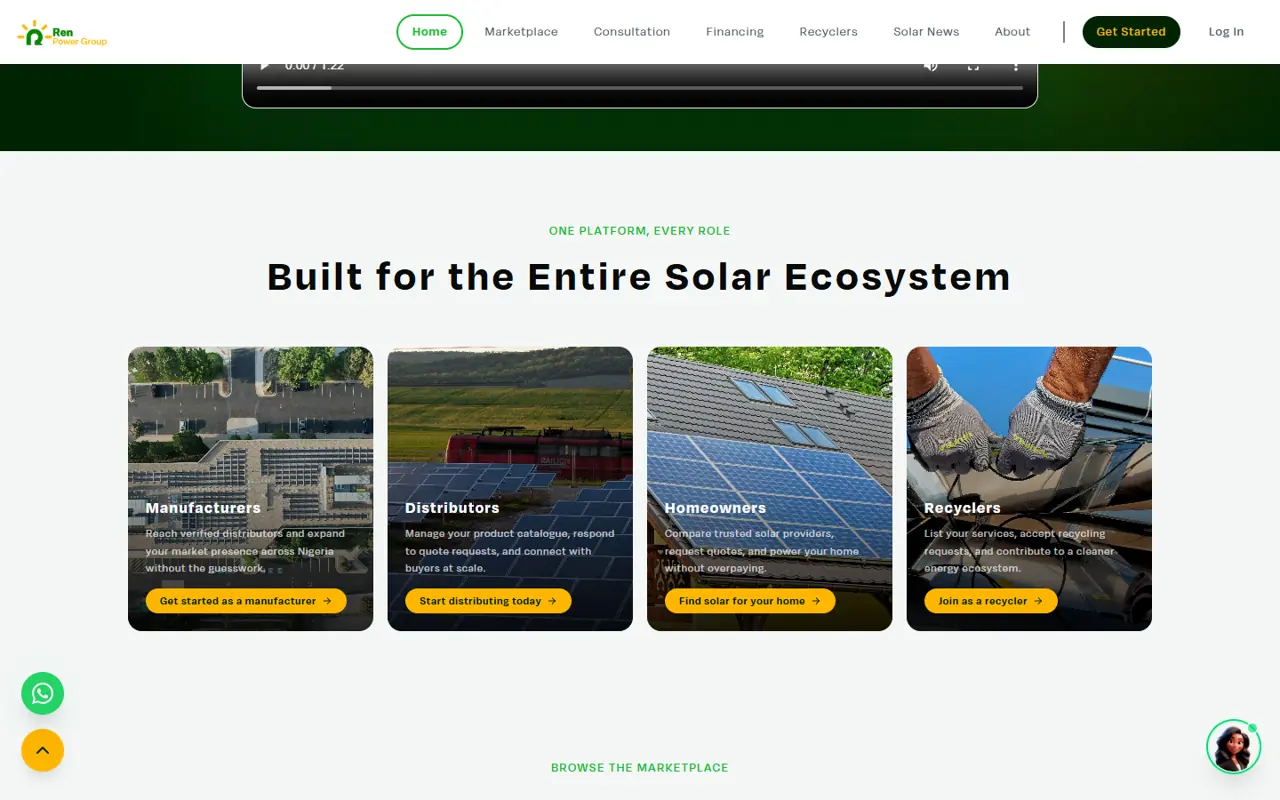 Ren
Power Group
Home
Marketplace
Consultation
Financing
Recyclers
Solar News
About
Get Started
Log In
0:00 / 1:22
ONE PLATFORM, EVERY ROLE
Built for the Entire Solar Ecosystem
Manufacturers
Reach verified distributors and expand
your market presence across Nigeria
without the guesswork.
Get started as a manufacturer →
RAILION
Distributors
Manage your product catalogue, respond
to quote requests, and connect with
buyers at scale.
Start distributing today →
Homeowners
Compare trusted solar providers,
request quotes, and power your home
without overpaying.
Find solar for your home →
Recyclers
List your services, accept recycling
requests, and contribute to a cleaner
energy ecosystem.
Join as a recycler →
BROWSE THE MARKETPLACE